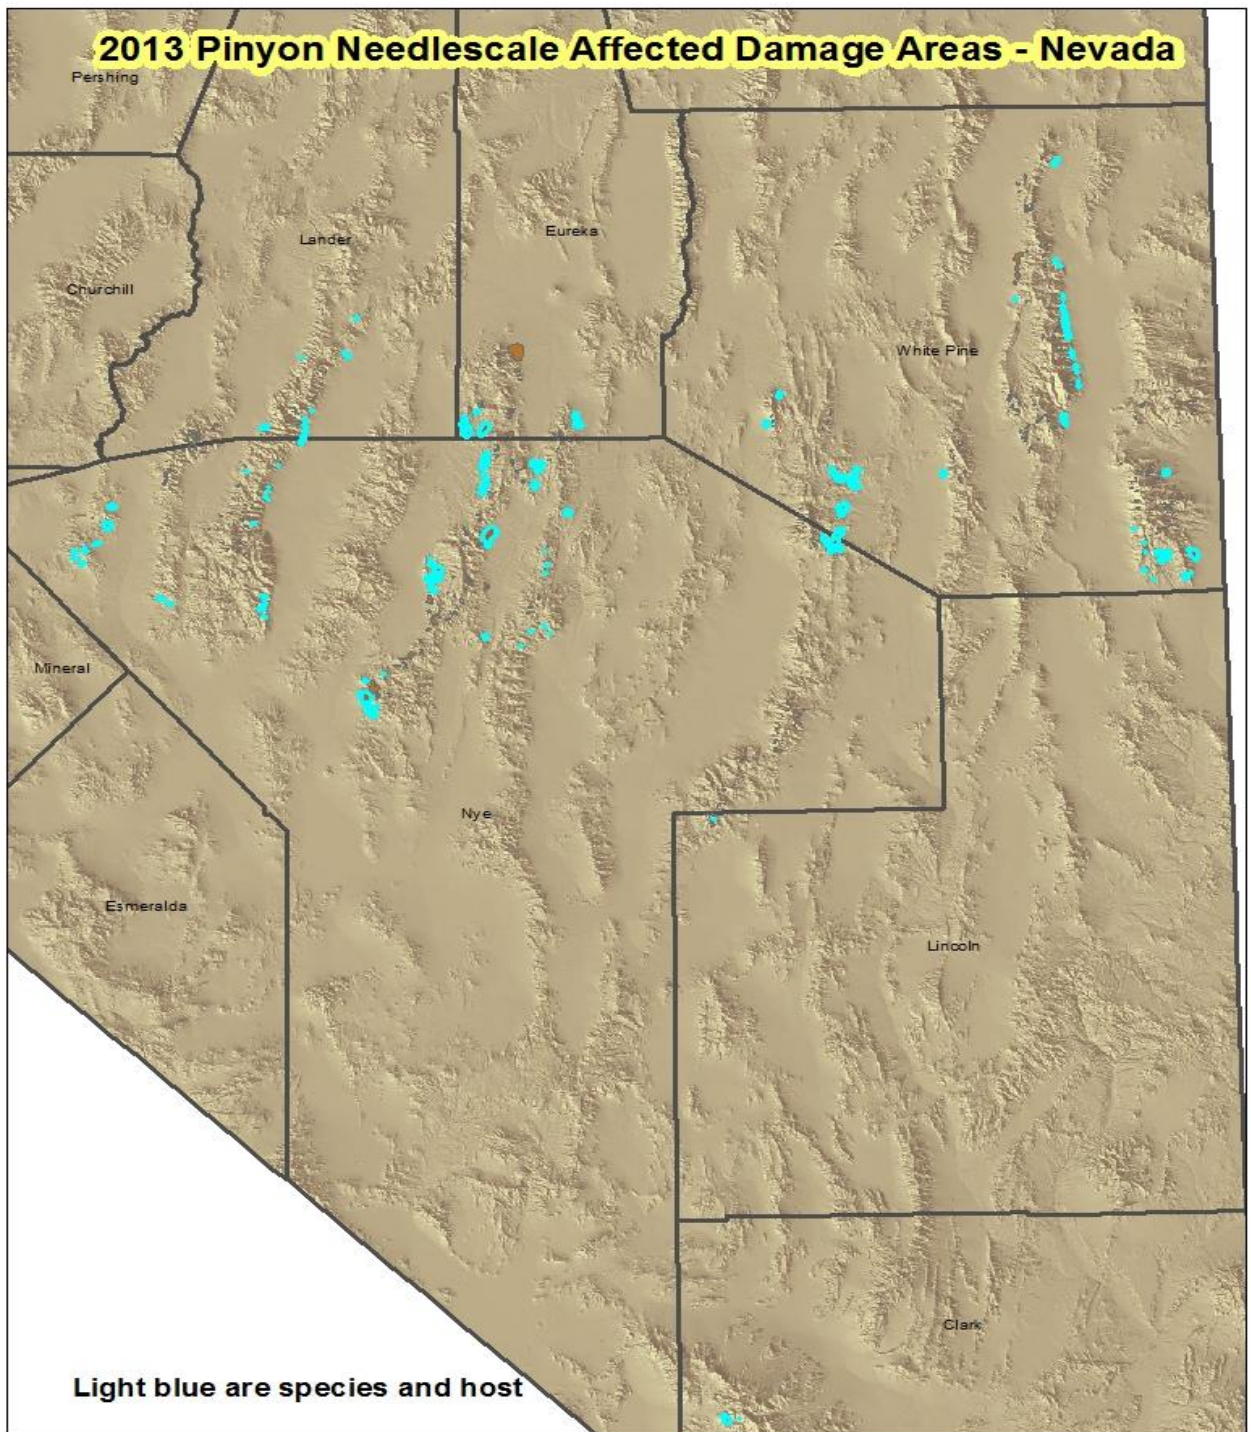 2013 Pinyon Needlescale Affected Damage Areas - Nevada
Pershing
Lander
Eureka
Churchill
White Pine
Mineral
Nye
Esmeralda
Lincoln
Clark
Light blue are species and host